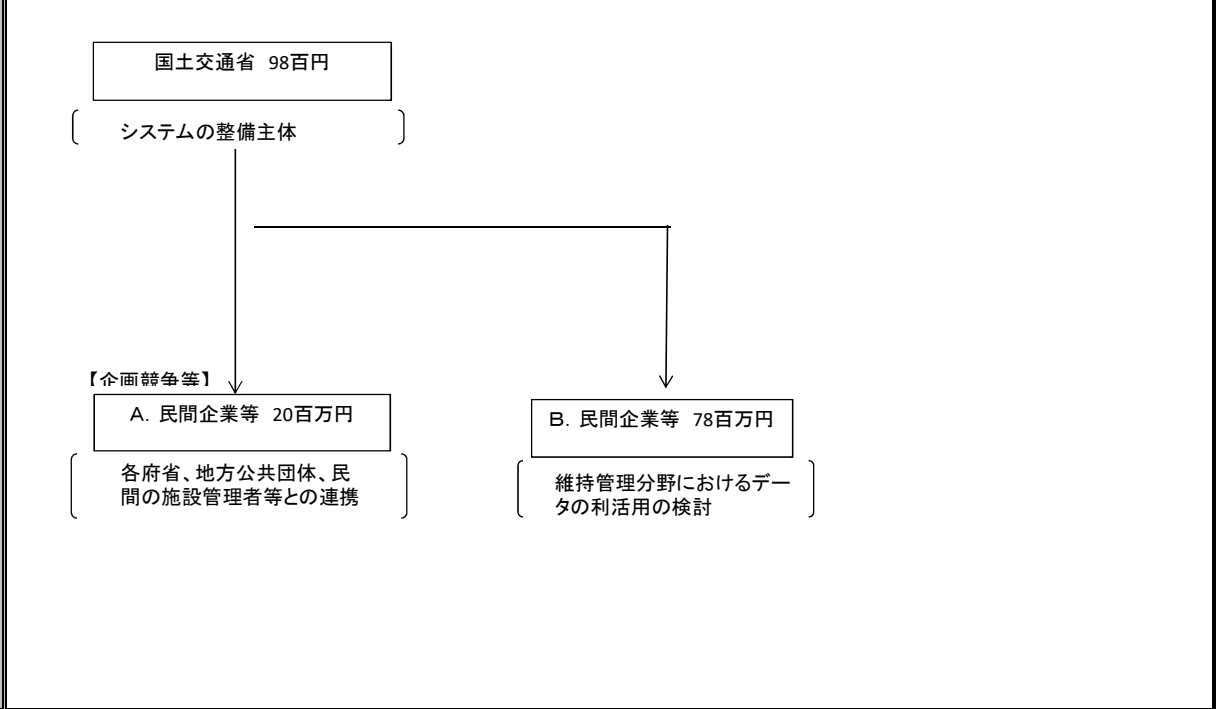 国土交通省 98百円
システムの整備主体
【企画競争等】
A．民間企業等 20百万円
B．民間企業等 78百万円
各府省、地方公共団体、民
間の施設管理者等との連携
維持管理分野におけるデー
タの利活用の検討